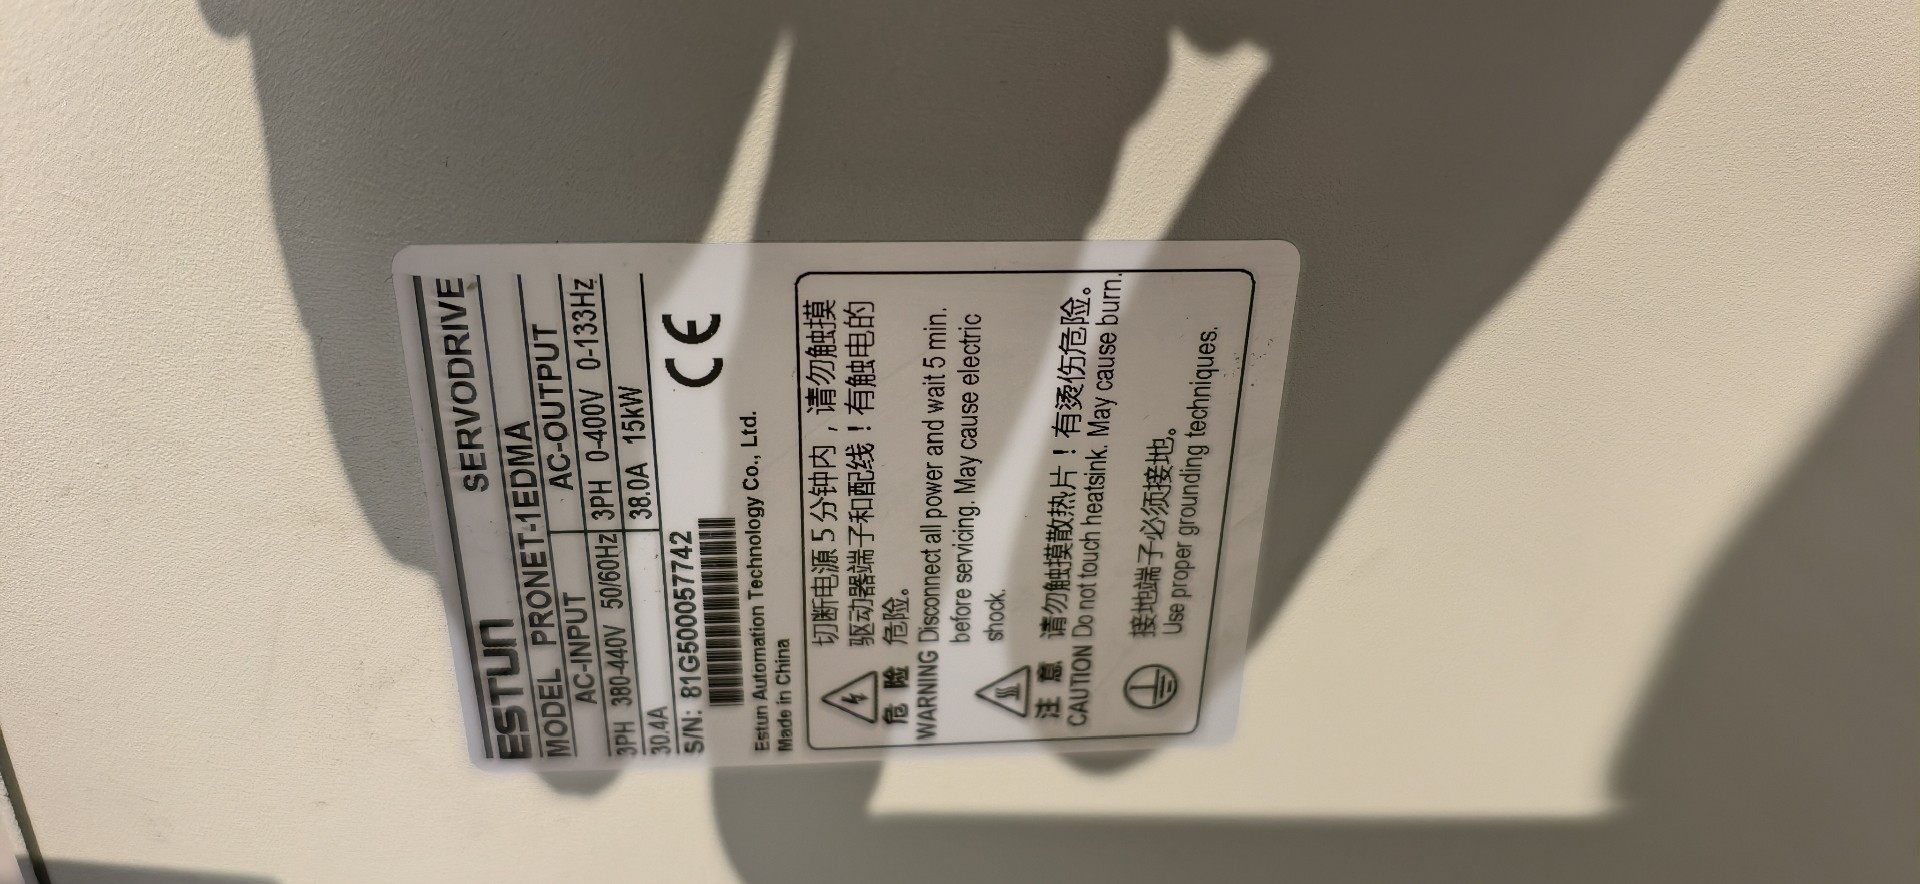 ESTUN SERVODRIVE
MODEL PRONET-1EDMA
AC-INPUT AC-OUTPUT
3PH 380-440V 50/60Hz 3PH 0-400V 0-133Hz
30.4A 38.0A 15kW
S/N: 81G5000057742
CE
Estun Automation Technology Co., Ltd.
Made in China
切断电源5分钟内，请勿触摸
驱动器端子和配线！有触电的
危 险 危险。
WARNING Disconnect all power and wait 5 min.
before servicing. May cause electric
shock.
注 意 请勿触摸散热片！有烫伤危险。
CAUTION Do not touch heatsink. May cause burn.
接地端子必须接地。
Use proper grounding techniques.